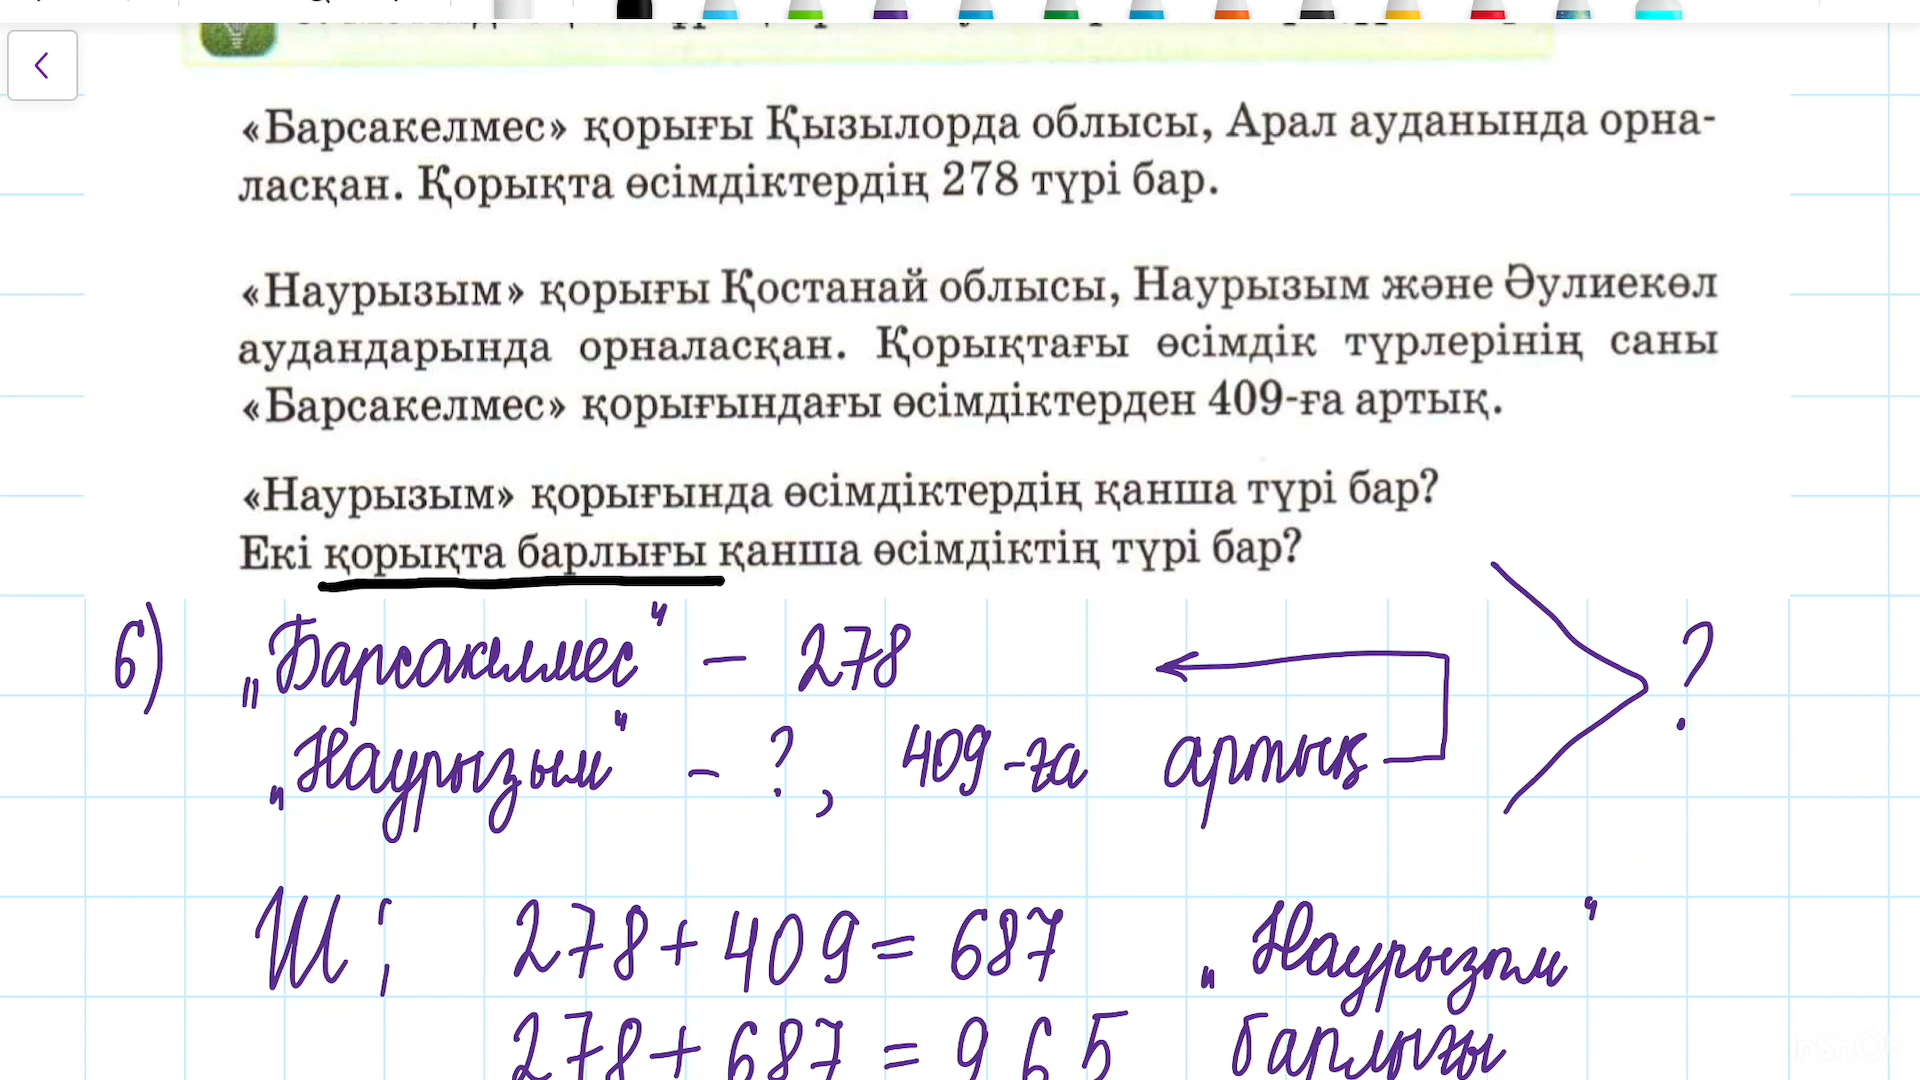 «Барсакелмес» қорығы Қызылорда облысы, Арал ауданында орна-
ласқан. Қорықта өсімдіктердің 278 түрі бар.
«Наурызым» қорығы Қостанай облысы, Наурызым және Әулиекөл
аудандарында орналасқан. Қорықтағы өсімдік түрлерінің саны
«Барсакелмес» қорығындағы өсімдіктерден 409-ға артық.
«Наурызым» қорығында өсімдіктердің қанша түрі бар?
Екі қорықта барлығы қанша өсімдіктің түрі бар?
6) „Барсакелмес“ – 278 ?
„Наурызым“ – ?, 409-ға артық
Ш: 278 + 409 = 687 „Наурызым“
278 + 687 = 965 барлығы